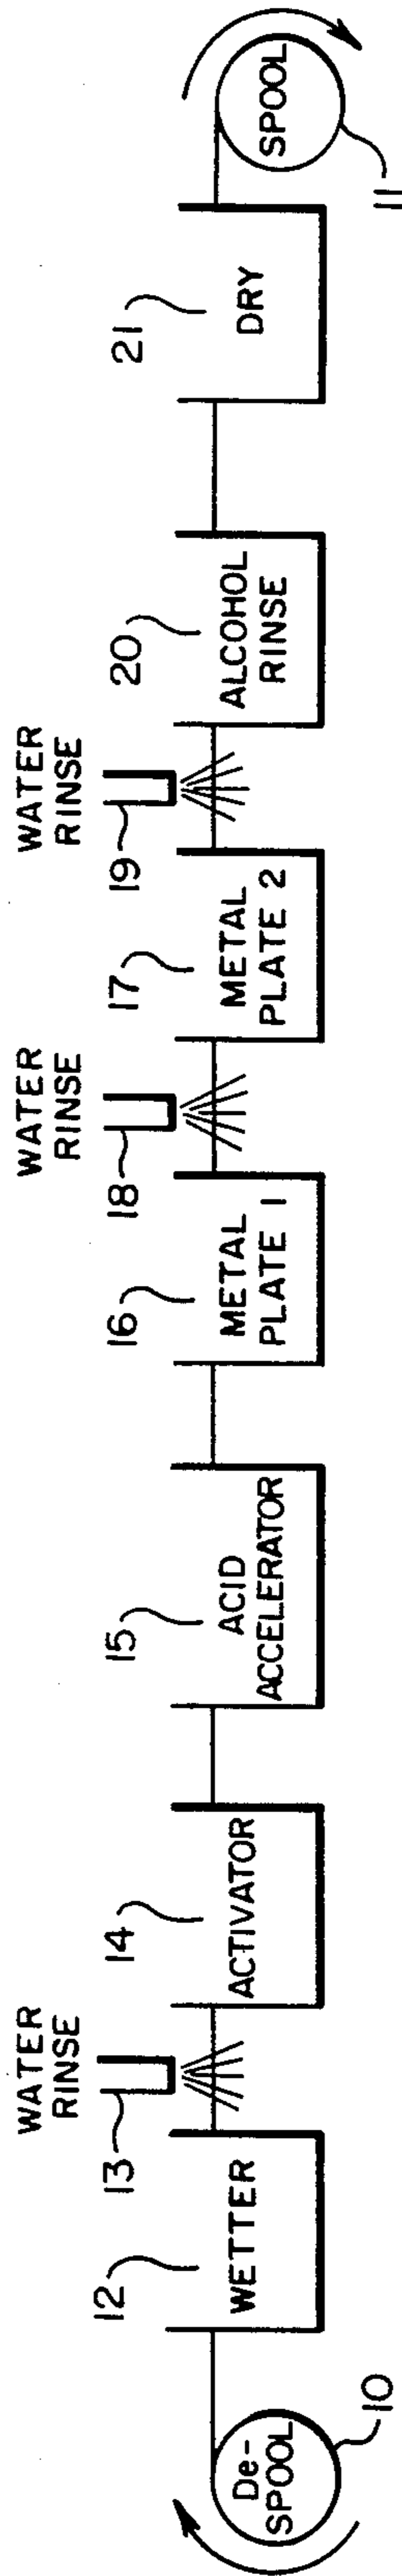 De-
SPOOL
10
12
WETTER
WATER
RINSE
13
14
ACTIVATOR
15
ACID
ACCELERATOR
16
METAL
PLATE 1
WATER
RINSE
18
17
METAL
PLATE 2
WATER
RINSE
19
20
ALCOHOL
RINSE
21
DRY
SPOOL
11